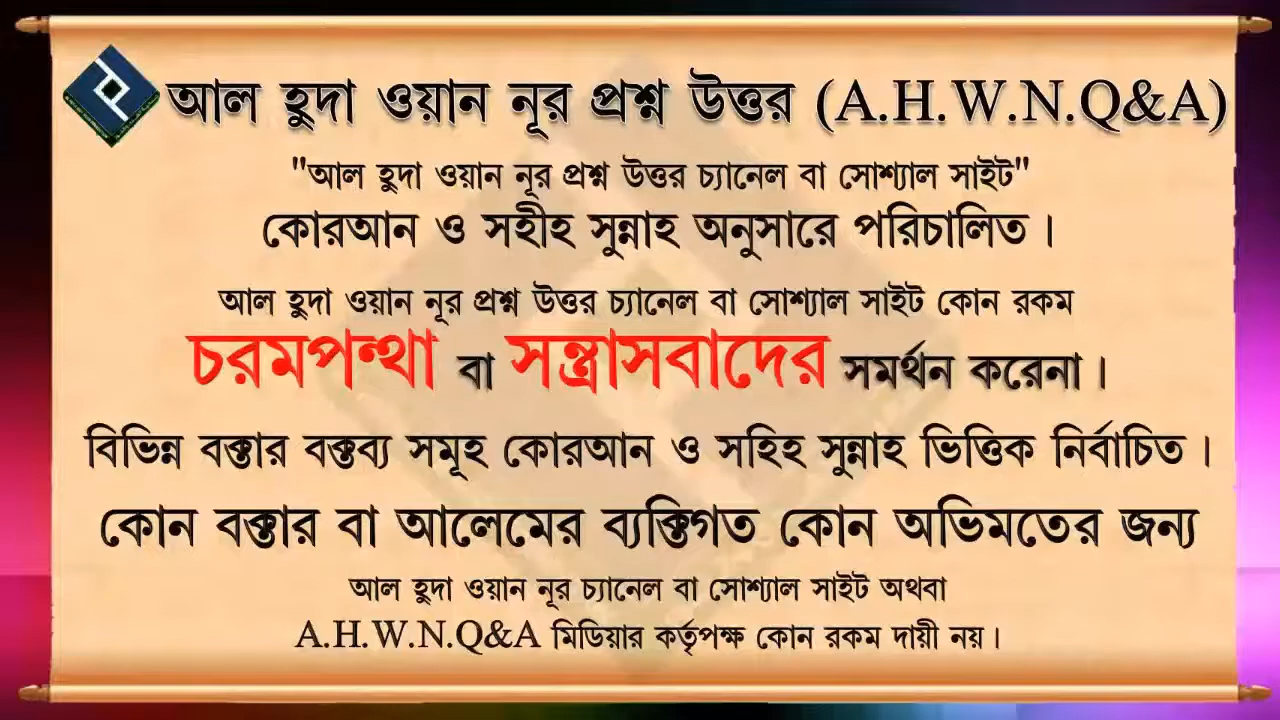 আল হুদা ওয়ান নূর প্রশ্ন উত্তর (A.H.W.N.Q&A)
"আল হুদা ওয়ান নূর প্রশ্ন উত্তর চ্যানেল বা সোশ্যাল সাইট"
কোরআন ও সহীহ সুন্নাহ অনুসারে পরিচালিত।
আল হুদা ওয়ান নূর প্রশ্ন উত্তর চ্যানেল বা সোশ্যাল সাইট কোন রকম
চরমপন্থা বা সন্ত্রাসবাদের সমর্থন করেনা।
বিভিন্ন বক্তার বক্তব্য সমূহ কোরআন ও সহিহ সুন্নাহ ভিত্তিক নির্বাচিত।
কোন বক্তার বা আলেমের ব্যক্তিগত কোন অভিমতের জন্য
আল হুদা ওয়ান নূর চ্যানেল বা সোশ্যাল সাইট অথবা
A.H.W.N.Q&A মিডিয়ার কর্তৃপক্ষ কোন রকম দায়ী নয়।